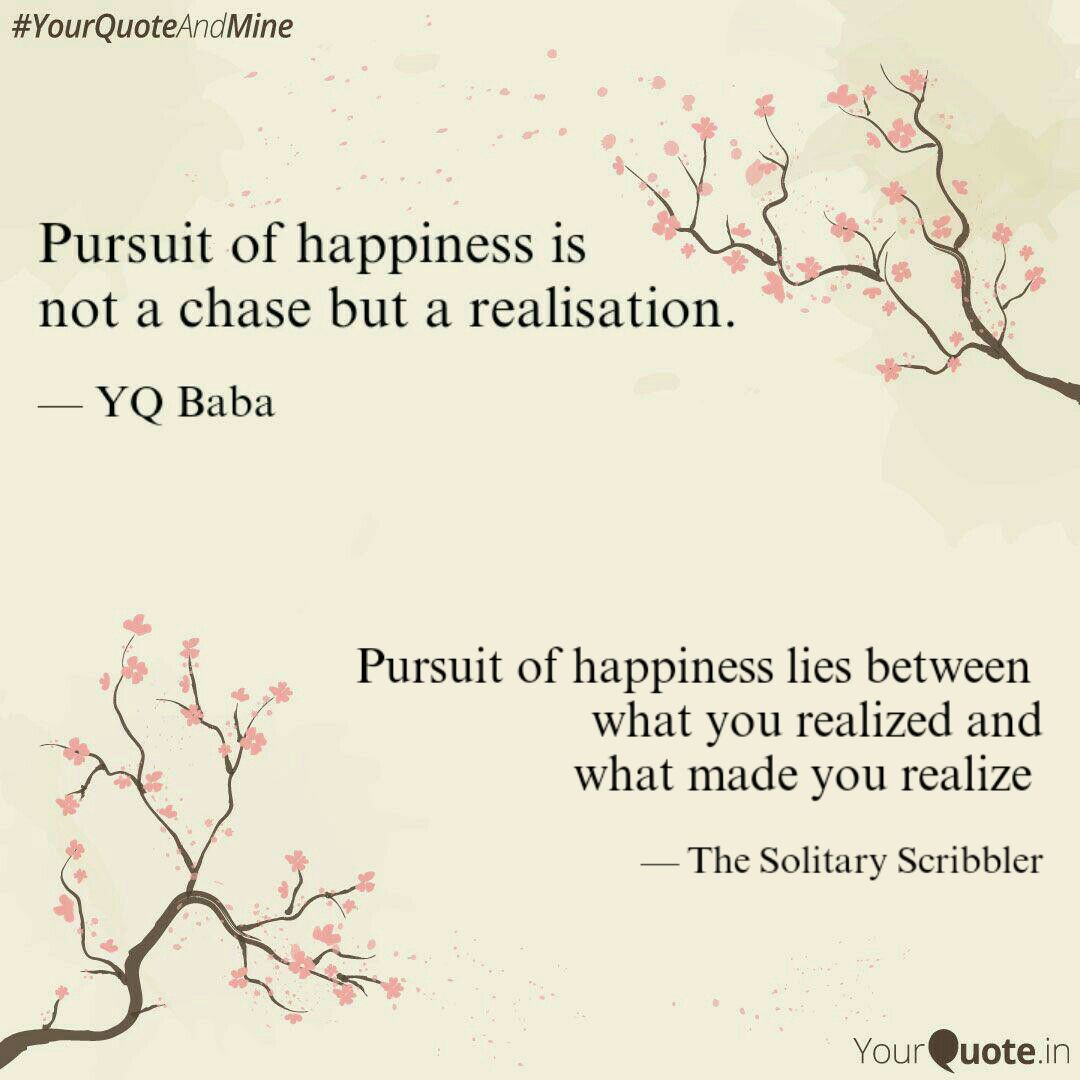 #YourQuoteAndMine
Pursuit of happiness is
not a chase but a realisation.
— YQ Baba
Pursuit of happiness lies between
what you realized and
what made you realize
— The Solitary Scribbler
YourQuote.in